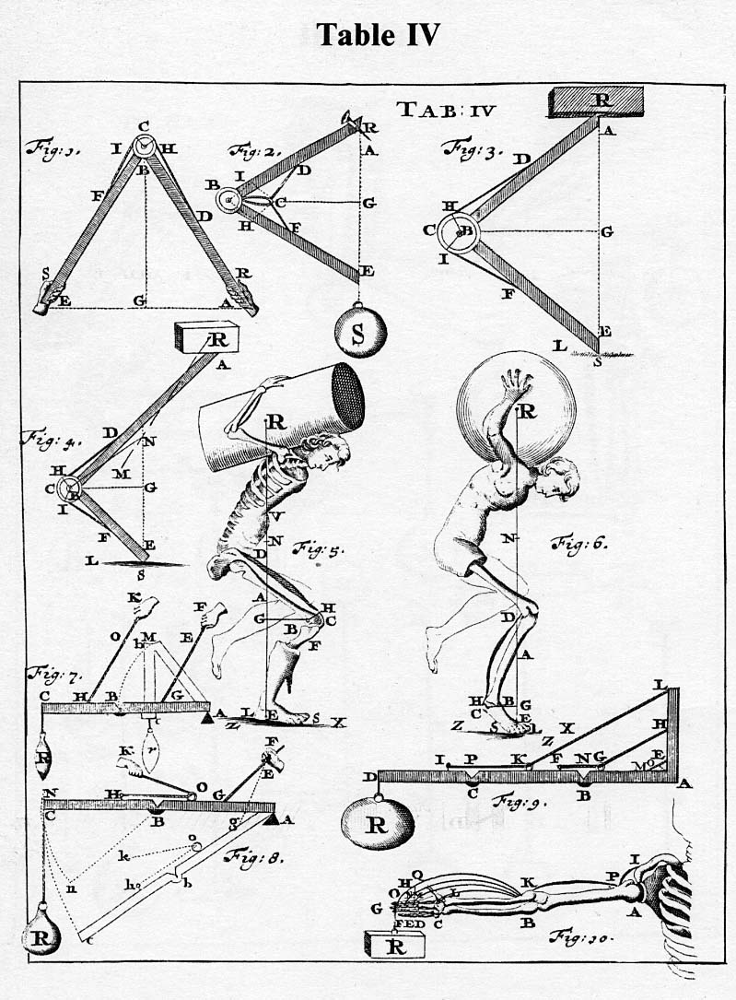 Table IV
TAB: IV
Fig: 1.
C
I H
B
F
D
S
E
G
R
A
Fig: 2.
R
A
I
D
B
C
G
H
F
E
S
Fig: 3.
R
A
D
H
C B
G
I
F
E
L
S
Fig: 4.
R
A
D
N
M
H
C B
G
I
F
E
L
S
Fig: 5.
R
V
N
D
A
H
G
C
B
F
L E
S
Z
X
Fig: 6.
R
N
D
A
H
B G
C
E
S L
Z
Z
Fig: 7.
K
F
O
b M
E
C
H
B
G
A
c
R
r
Fig: 8.
K
F
E
N
H
O
G
C
B
g
A
o
k
n
h
b
c
R
Fig: 9.
L
X
H
I P K F N G
M O E
D
C
B
A
R
Fig: 10.
I
H O
K
P
O
N
L
G
F E D C
B
A
R